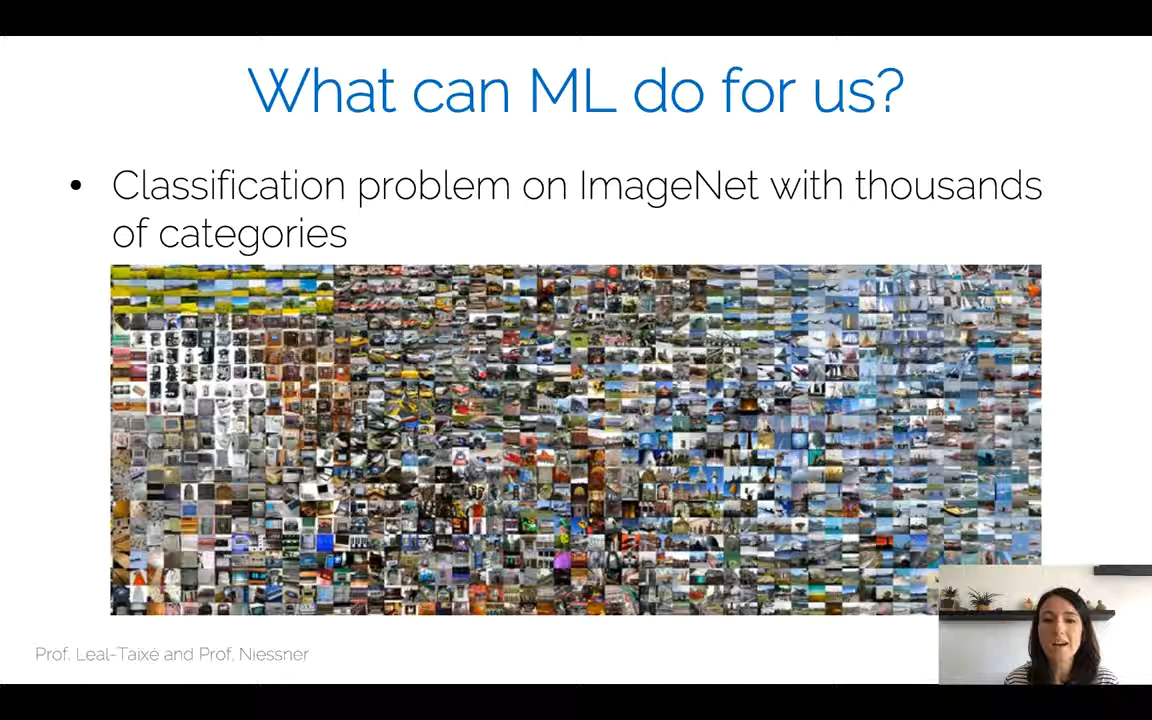 What can ML do for us?
• Classification problem on ImageNet with thousands
of categories
Prof. Leal-Taixé and Prof. Niessner